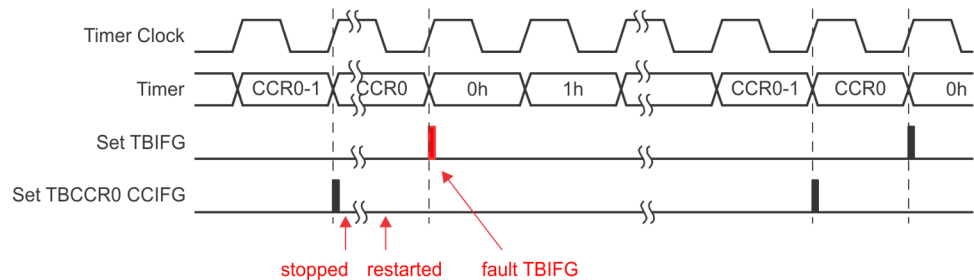 Timer Clock
Timer CCR0-1 CCR0 0h 1h CCR0-1 CCR0 0h
Set TBIFG
Set TBCCR0 CCIFG
stopped restarted fault TBIFG